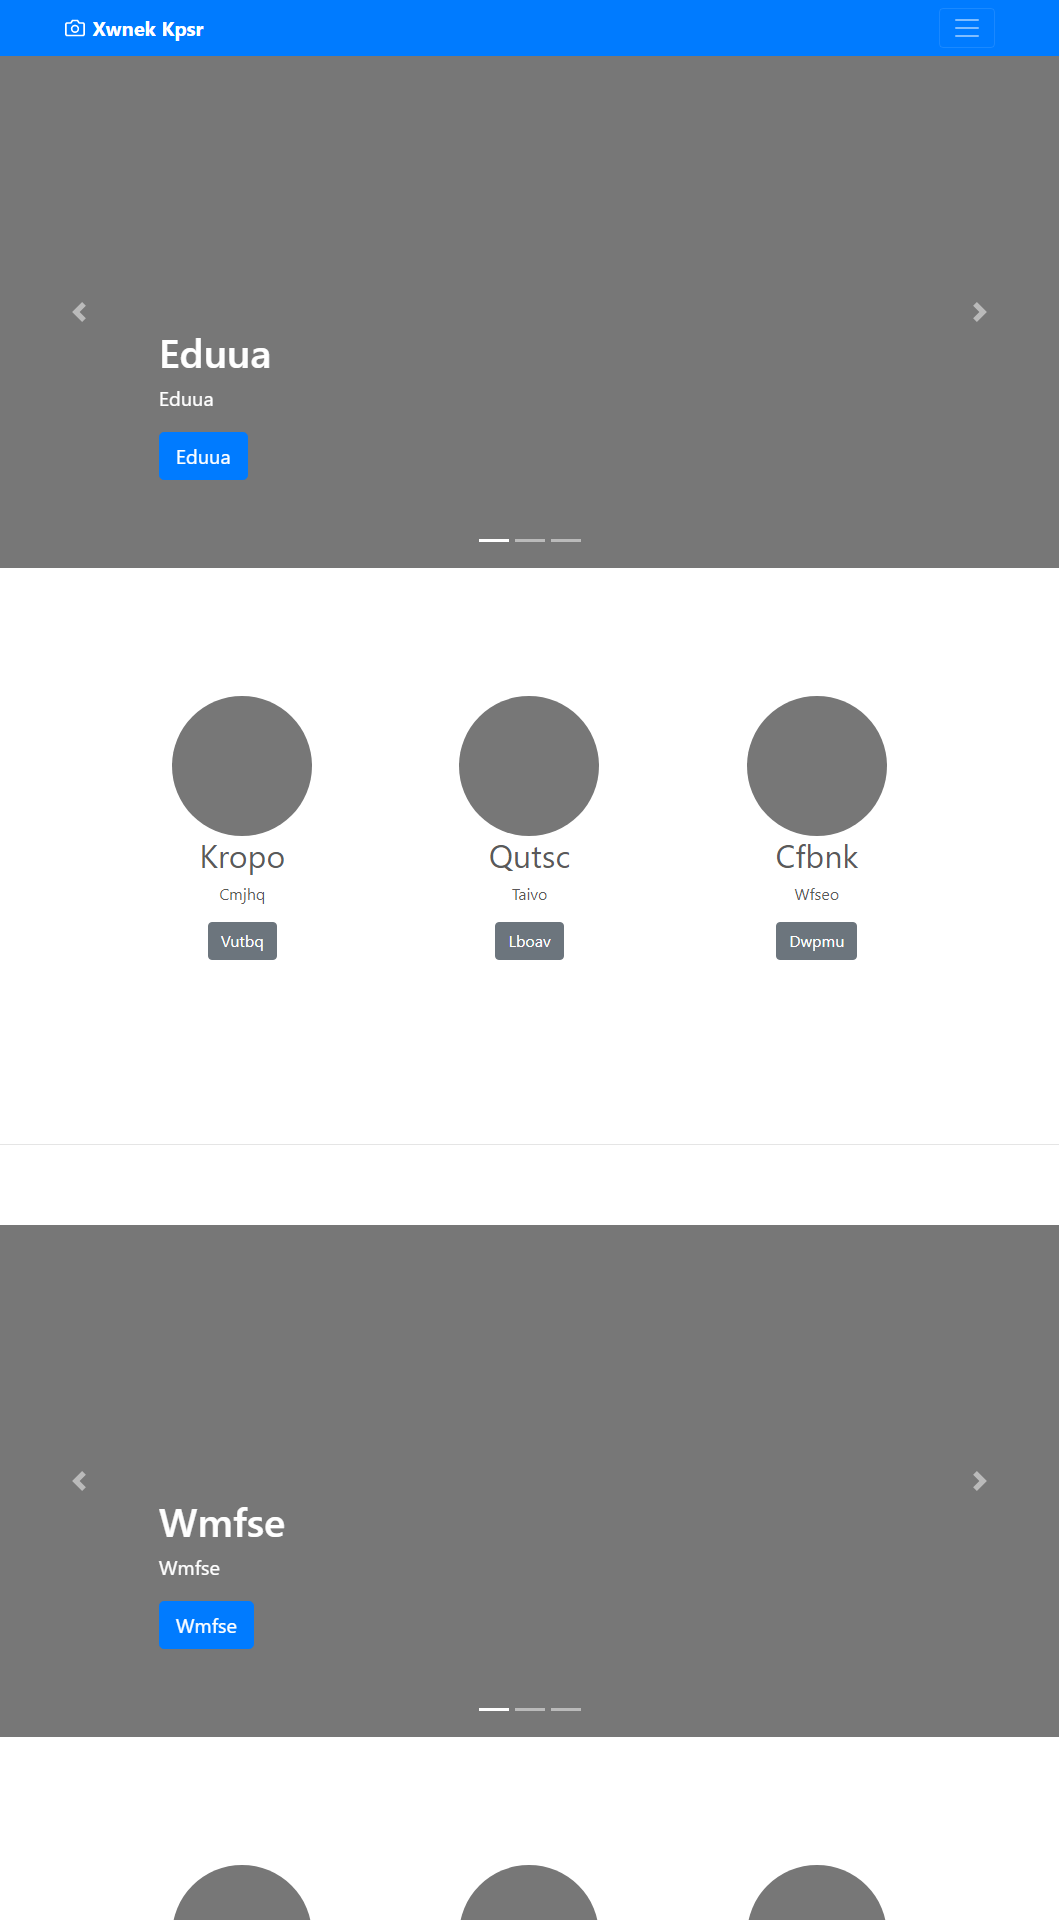 Xwnek Kpsr
Eduua
Eduua
Eduua
Kropo
Qutsc
Cfbnk
Cmjhq
Taivo
Wfseo
Vutbq
Lboav
Dwpmu
Wmfse
Wmfse
Wmfse